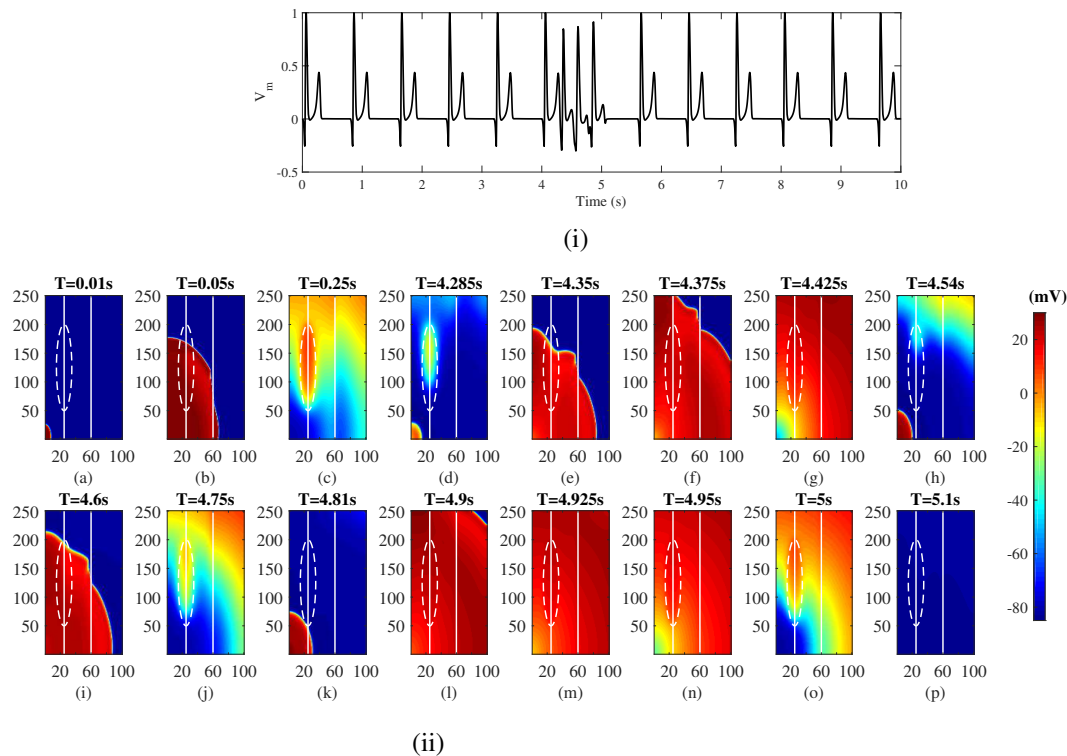 1
0.5
V_m
0
-0.5
0 1 2 3 4 5 6 7 8 9 10
Time (s)
(i)
T=0.01s T=0.05s T=0.25s T=4.285s T=4.35s T=4.375s T=4.425s T=4.54s
(mV)
250 250 250 250 250 250 250 250
200 200 200 200 200 200 200 200
150 150 150 150 150 150 150 150
100 100 100 100 100 100 100 100
50 50 50 50 50 50 50 50
20 60 100 20 60 100 20 60 100 20 60 100 20 60 100 20 60 100 20 60 100 20 60 100
(a) (b) (c) (d) (e) (f) (g) (h)
T=4.6s T=4.75s T=4.81s T=4.9s T=4.925s T=4.95s T=5s T=5.1s
250 250 250 250 250 250 250 250
200 200 200 200 200 200 200 200
150 150 150 150 150 150 150 150
100 100 100 100 100 100 100 100
50 50 50 50 50 50 50 50
20 60 100 20 60 100 20 60 100 20 60 100 20 60 100 20 60 100 20 60 100 20 60 100
(i) (j) (k) (l) (m) (n) (o) (p)
20
0
-20
-40
-60
-80
(ii)